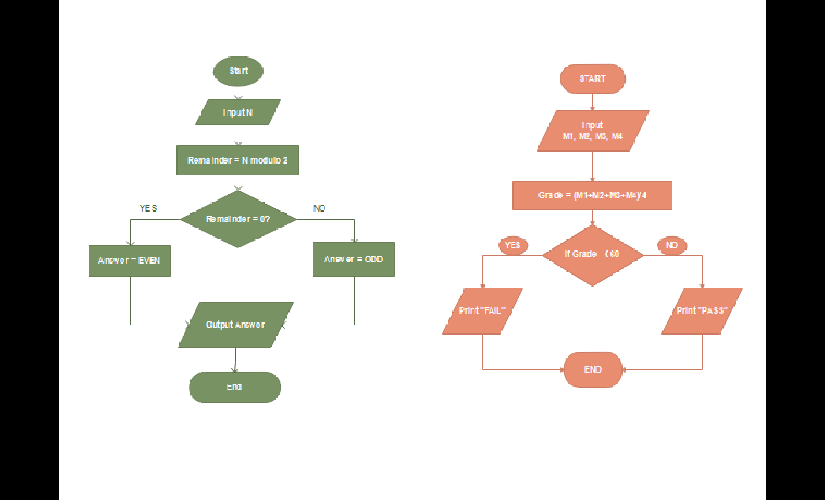 Start
Input N
Remainder = N modulo 2
Remainder = 0?
YES
NO
Answer = EVEN
Answer = ODD
Output Answer
End
START
Input
M1, M2, M3, M4
Grade = (M1+M2+M3+M4)/4
If Grade
YES
NO
Print "FAIL"
Print "PASS"
END